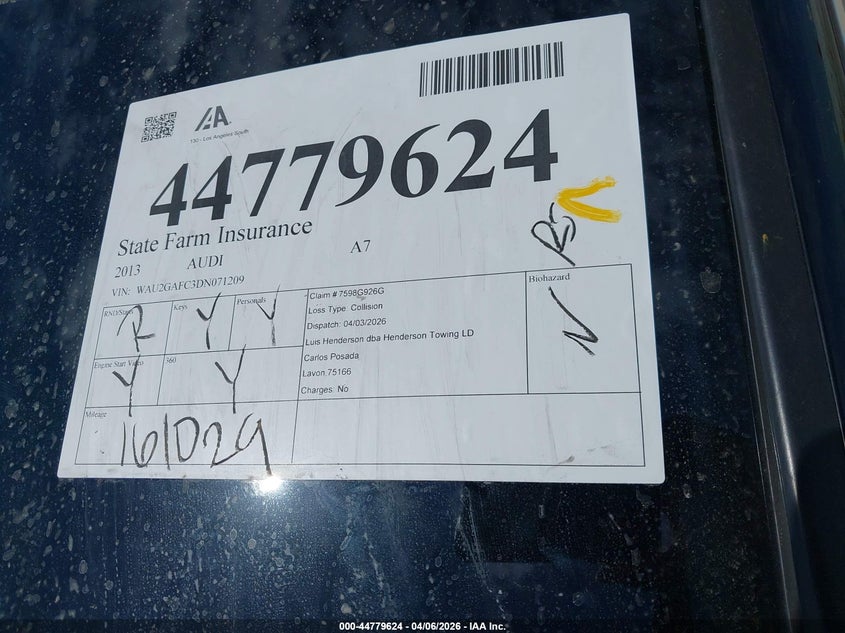 IAA
130 - Los Angeles South
44779624
State Farm Insurance
2013 AUDI A7
VIN: WAU2GAFC3DN071209
RND/Status R
Keys Y
Personals Y
Engine Start Video Y
360 Y
Mileage
161029
Claim # 7598G926G
Loss Type Collision
Dispatch: 04/03/2026
Luis Henderson dba Henderson Towing LD
Carlos Posada
Lavon 75166
Charges: No
Biohazard
N
000-44779624 - 04/06/2026 - IAA Inc.